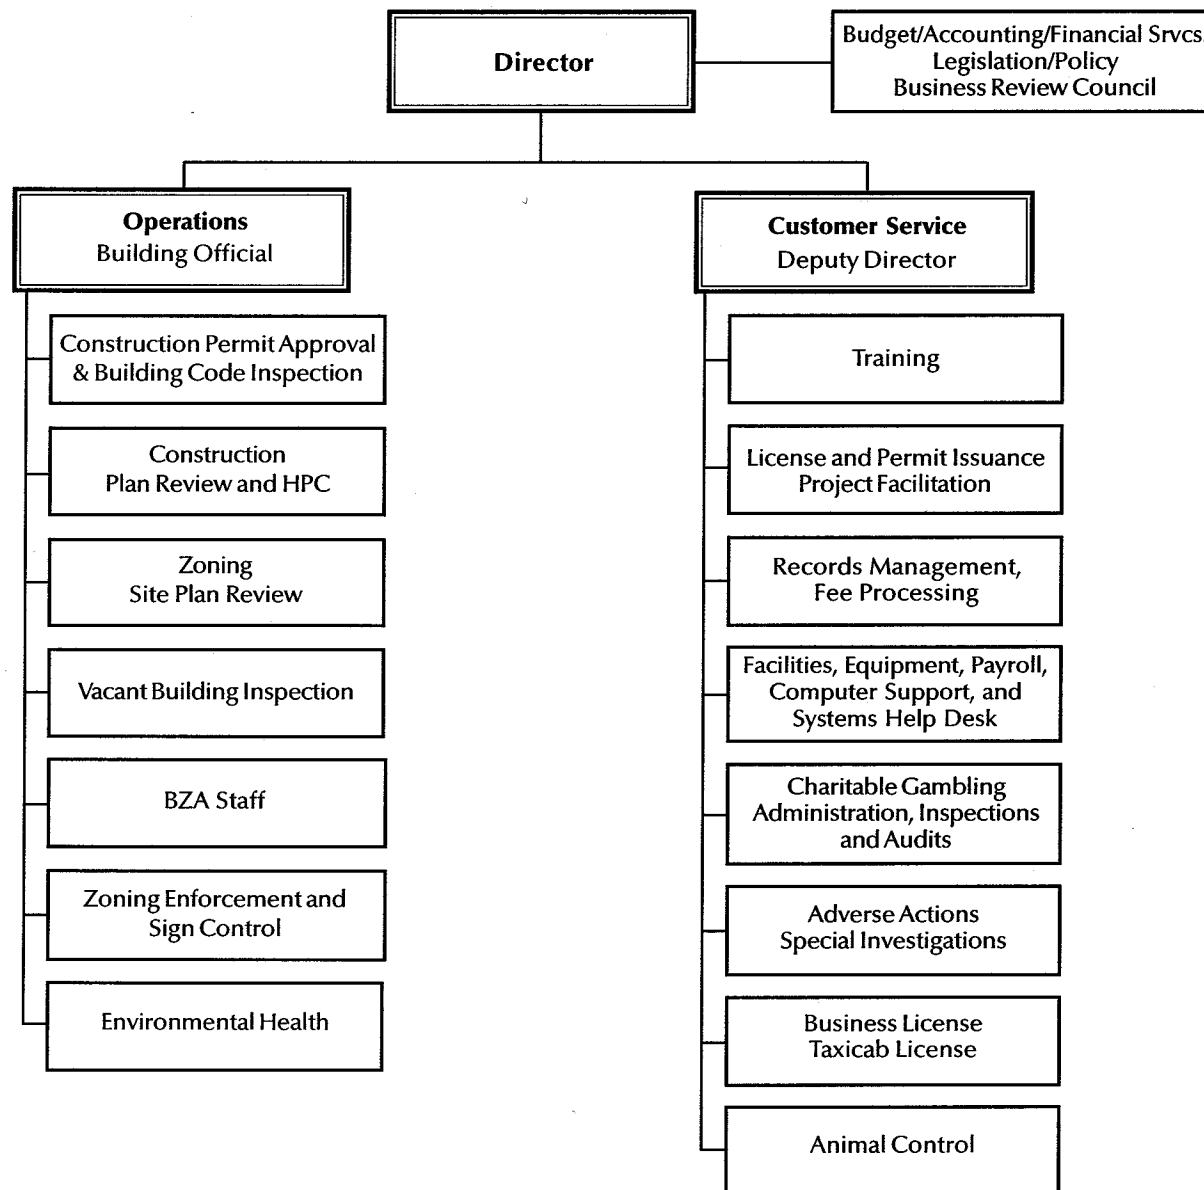 Director
Budget/Accounting/Financial Srvcs
Legislation/Policy
Business Review Council
Operations
Building Official
Construction Permit Approval
& Building Code Inspection
Construction
Plan Review and HPC
Zoning
Site Plan Review
Vacant Building Inspection
BZA Staff
Zoning Enforcement and
Sign Control
Environmental Health
Customer Service
Deputy Director
Training
License and Permit Issuance
Project Facilitation
Records Management,
Fee Processing
Facilities, Equipment, Payroll,
Computer Support, and
Systems Help Desk
Charitable Gambling
Administration, Inspections
and Audits
Adverse Actions
Special Investigations
Business License
Taxicab License
Animal Control